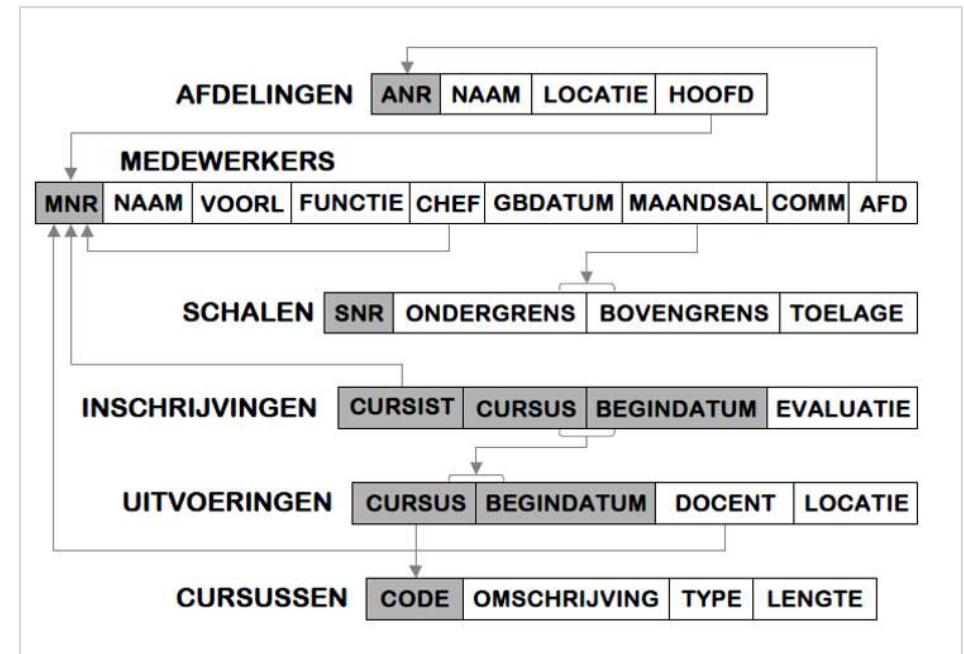 AFDELINGEN ANR NAAM LOCATIE HOOFD
MEDEWERKERS
MNR NAAM VOORL FUNCTIE CHEF GBDATUM MAANDSAL COMM AFD
SCHALEN SNR ONDERGRENS BOVENGRENS TOELAGE
INSCHRIJVINGEN CURSIST CURSUS BEGINDATUM EVALUATIE
UITVOERINGEN CURSUS BEGINDATUM DOCENT LOCATIE
CURSUSSEN CODE OMSCHRIJVING TYPE LENGTE